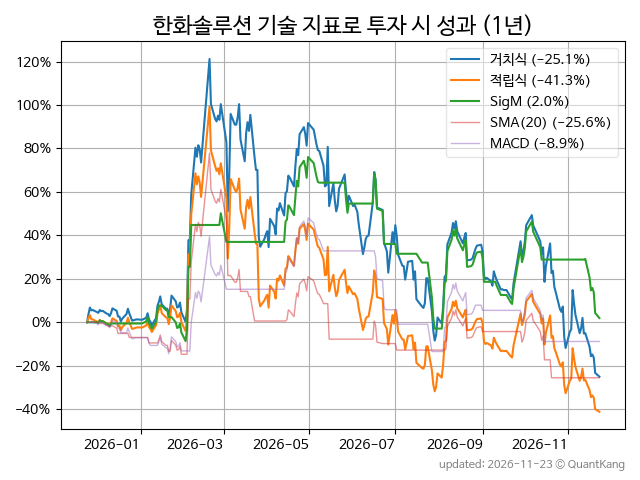 한화솔루션 기술 지표로 투자 시 성과 (1년)
거치식 (−25.1%)
적립식 (−41.3%)
SigM (2.0%)
SMA(20) (−25.6%)
MACD (−8.9%)
120%
100%
80%
60%
40%
20%
0%
−20%
−40%
2026-01 2026-03 2026-05 2026-07 2026-09 2026-11
updated: 2026-11-23 © QuantKang